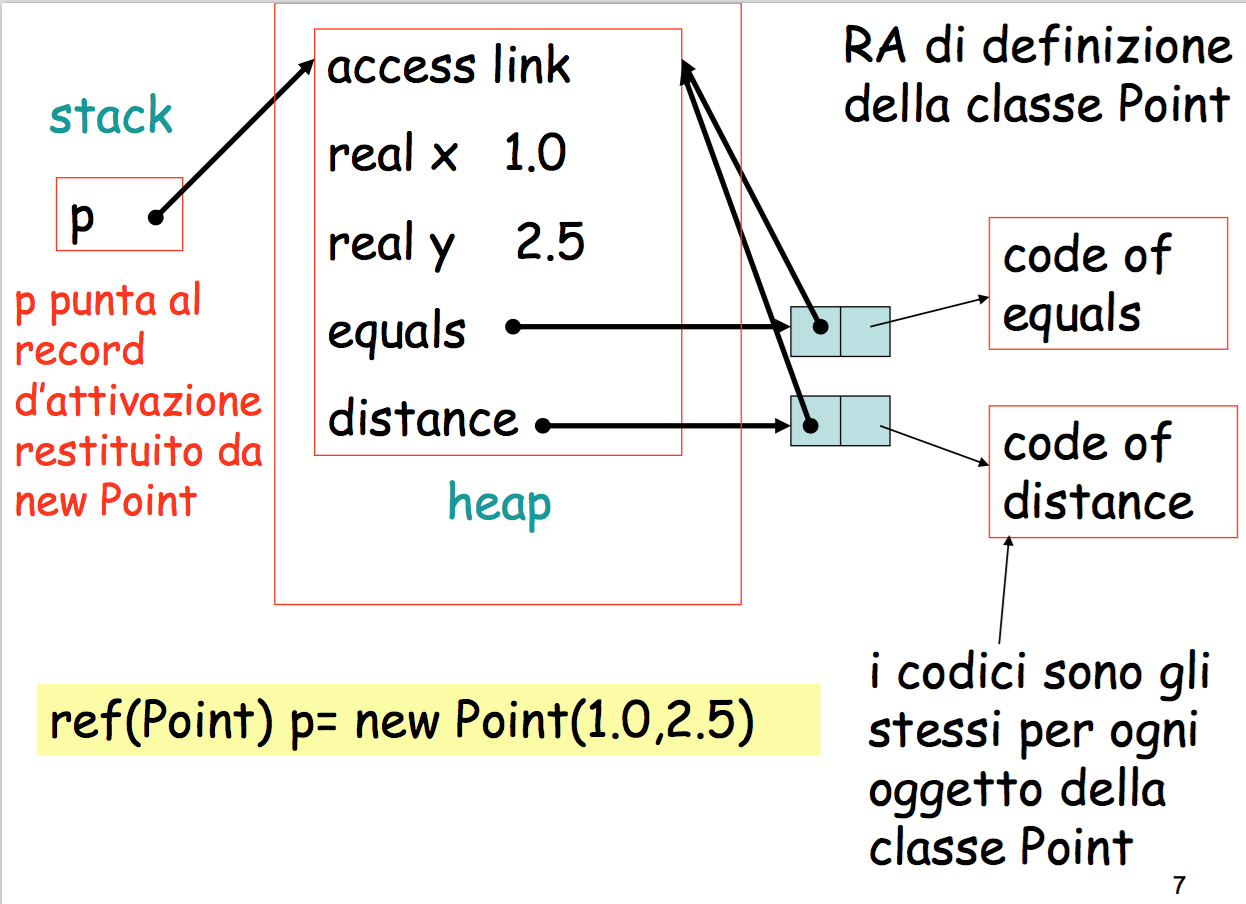 RA di definizione
della classe Point
stack
p
p punta al
record
d'attivazione
restituito da
new Point
access link
real x 1.0
real y 2.5
equals
distance
heap
code of
equals
code of
distance
ref(Point) p= new Point(1.0,2.5)
i codici sono gli
stessi per ogni
oggetto della
classe Point
7